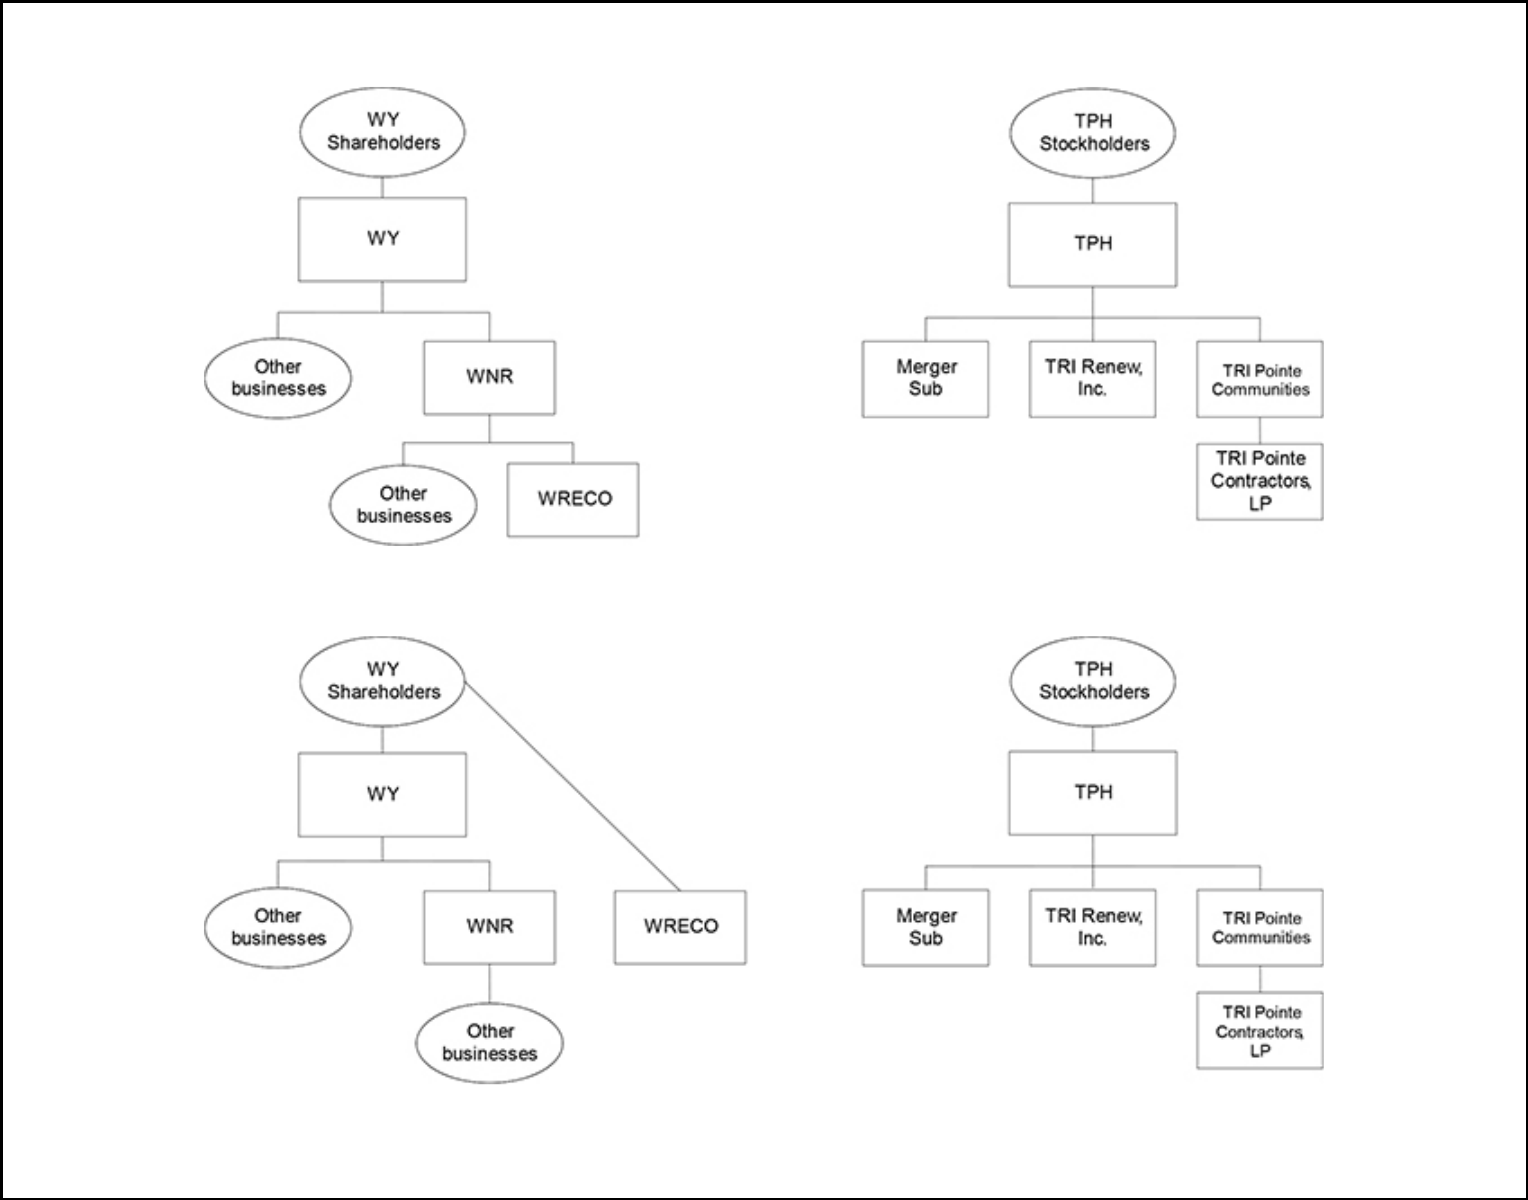 WY
Shareholders
WY
Other
businesses
WNR
Other
businesses
WRECO
TPH
Stockholders
TPH
Merger
Sub
TRI Renew,
Inc.
TRI Pointe
Communities
TRI Pointe
Contractors,
LP
WY
Shareholders
WY
Other
businesses
WNR
WRECO
Other
businesses
TPH
Stockholders
TPH
Merger
Sub
TRI Renew,
Inc.
TRI Pointe
Communities
TRI Pointe
Contractors,
LP